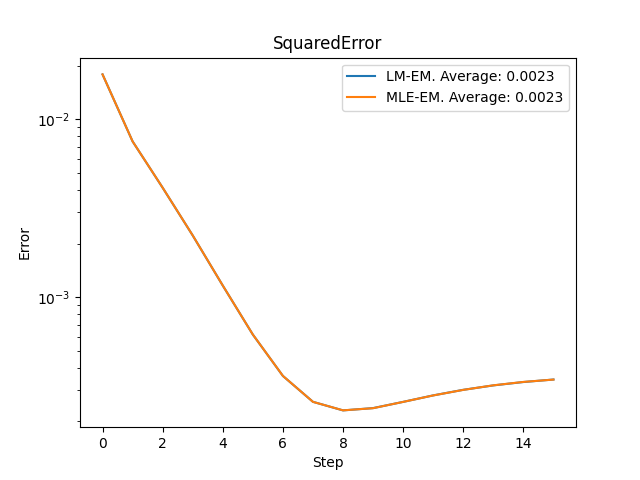 SquaredError
LM-EM. Average: 0.0023
MLE-EM. Average: 0.0023
10⁻²
10⁻³
Error
0 2 4 6 8 10 12 14
Step